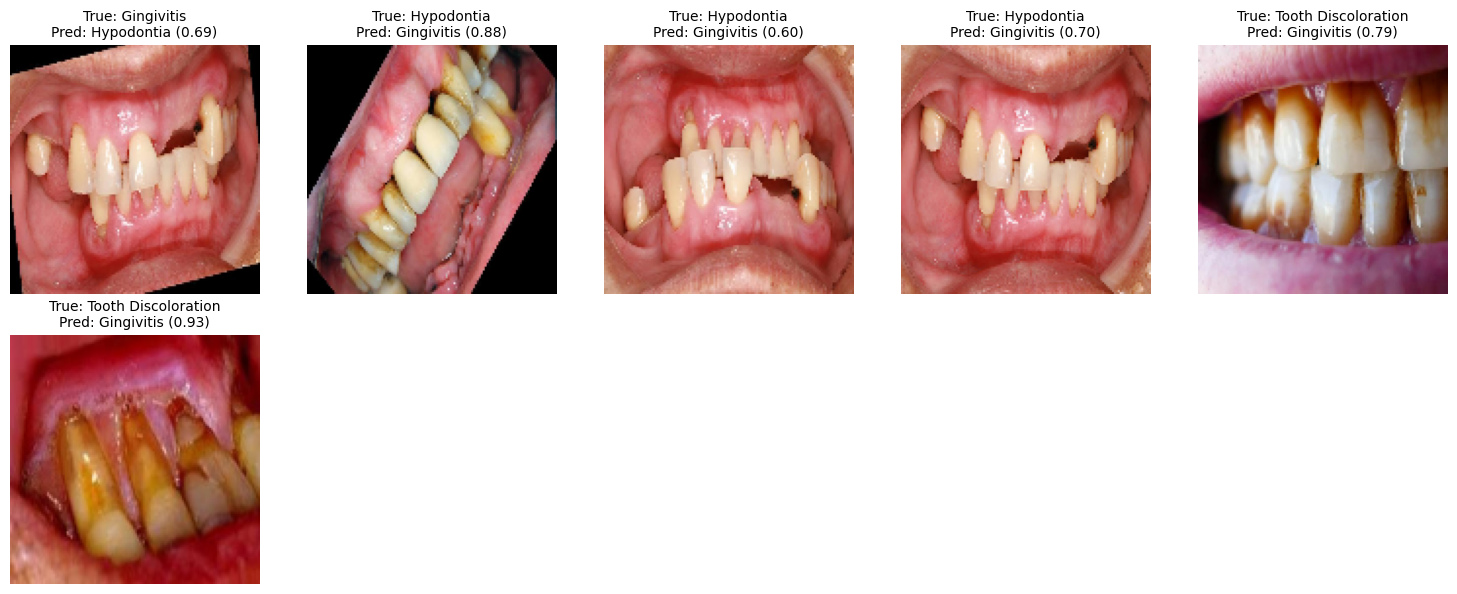 True: Gingivitis
Pred: Hypodontia (0.69)
True: Hypodontia
Pred: Gingivitis (0.88)
True: Hypodontia
Pred: Gingivitis (0.60)
True: Hypodontia
Pred: Gingivitis (0.70)
True: Tooth Discoloration
Pred: Gingivitis (0.79)
True: Tooth Discoloration
Pred: Gingivitis (0.93)